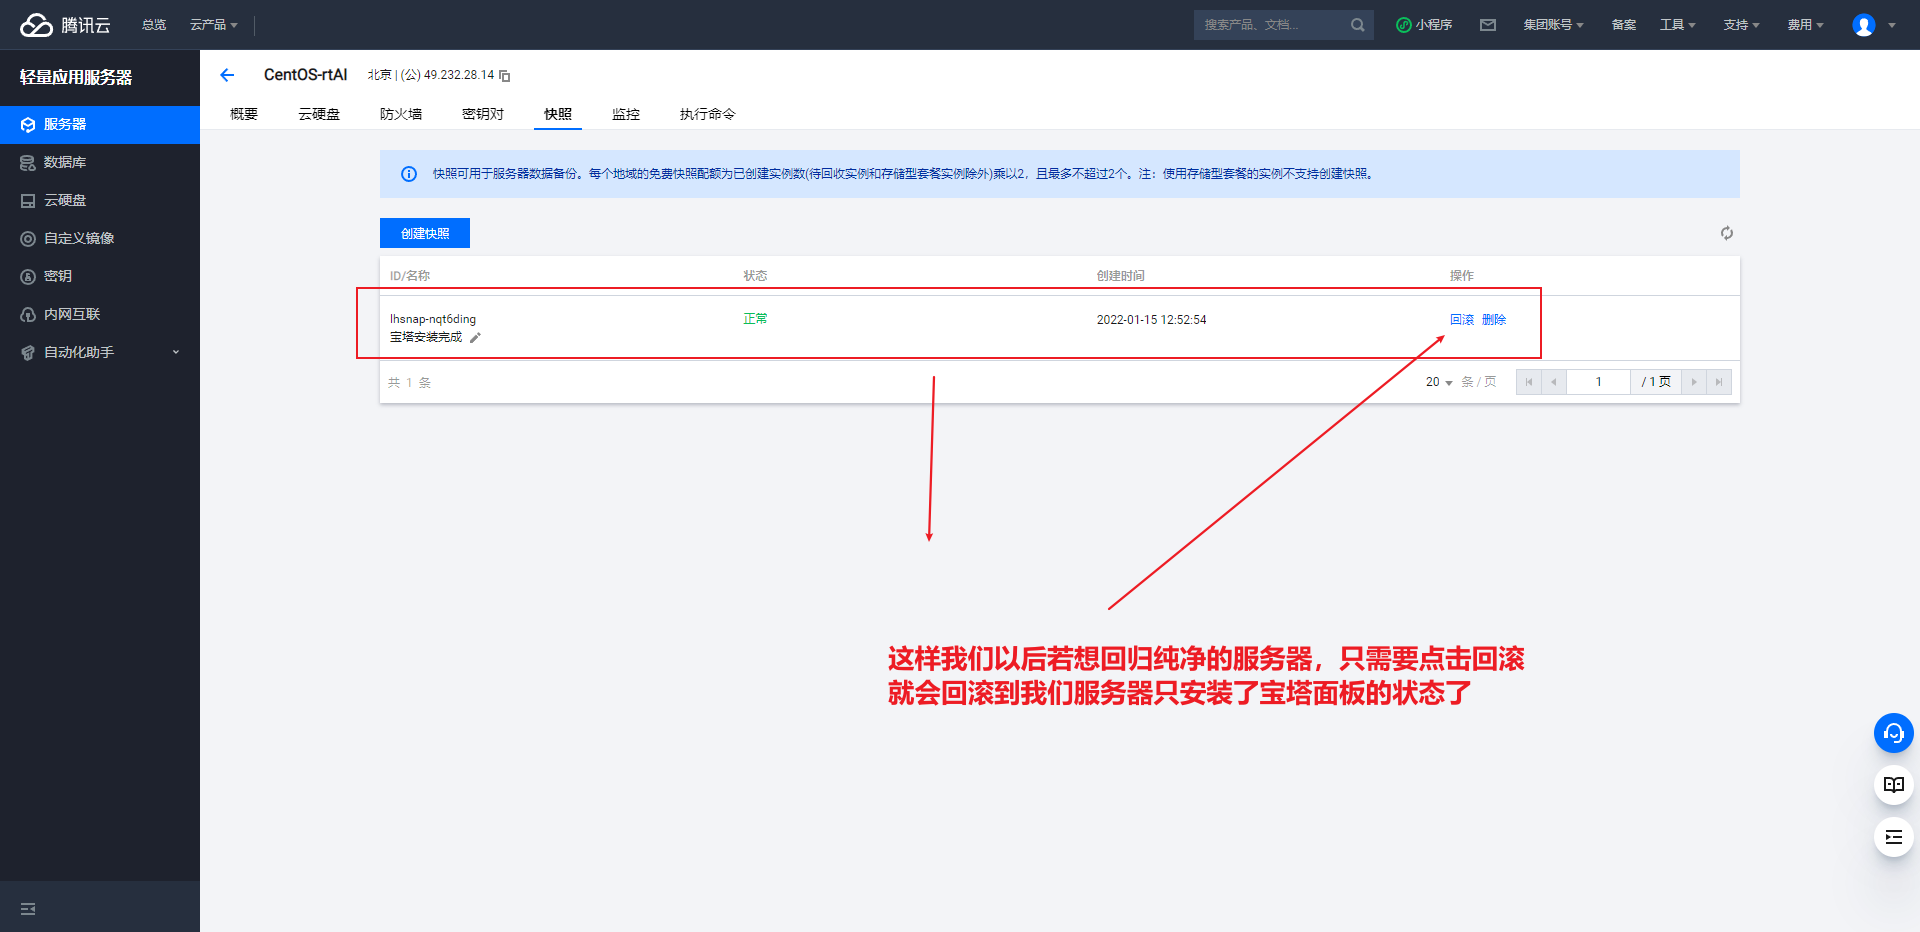 腾讯云 总览 云产品 搜索产品、文档... 小程序 集团账号 备案 工具 支持 费用
轻量应用服务器
服务器
数据库
云硬盘
自定义镜像
密钥
内网互联
自动化助手
CentOS-rtAI 北京 | (公) 49.232.28.14
概要 云硬盘 防火墙 密钥对 快照 监控 执行命令
快照可用于服务器数据备份。每个地域的免费快照配额为已创建实例数(待回收实例和存储型套餐实例除外)乘以2，且最多不超过2个。注：使用存储型套餐的实例不支持创建快照。
创建快照
ID/名称 状态 创建时间 操作
lhsnap-nqt6ding 正常 2022-01-15 12:52:54 回滚 删除
宝塔安装完成
共 1 条 20 条 / 页 1 / 1 页
这样我们以后若想回归纯净的服务器，只需要点击回滚
就会回滚到我们服务器只安装了宝塔面板的状态了